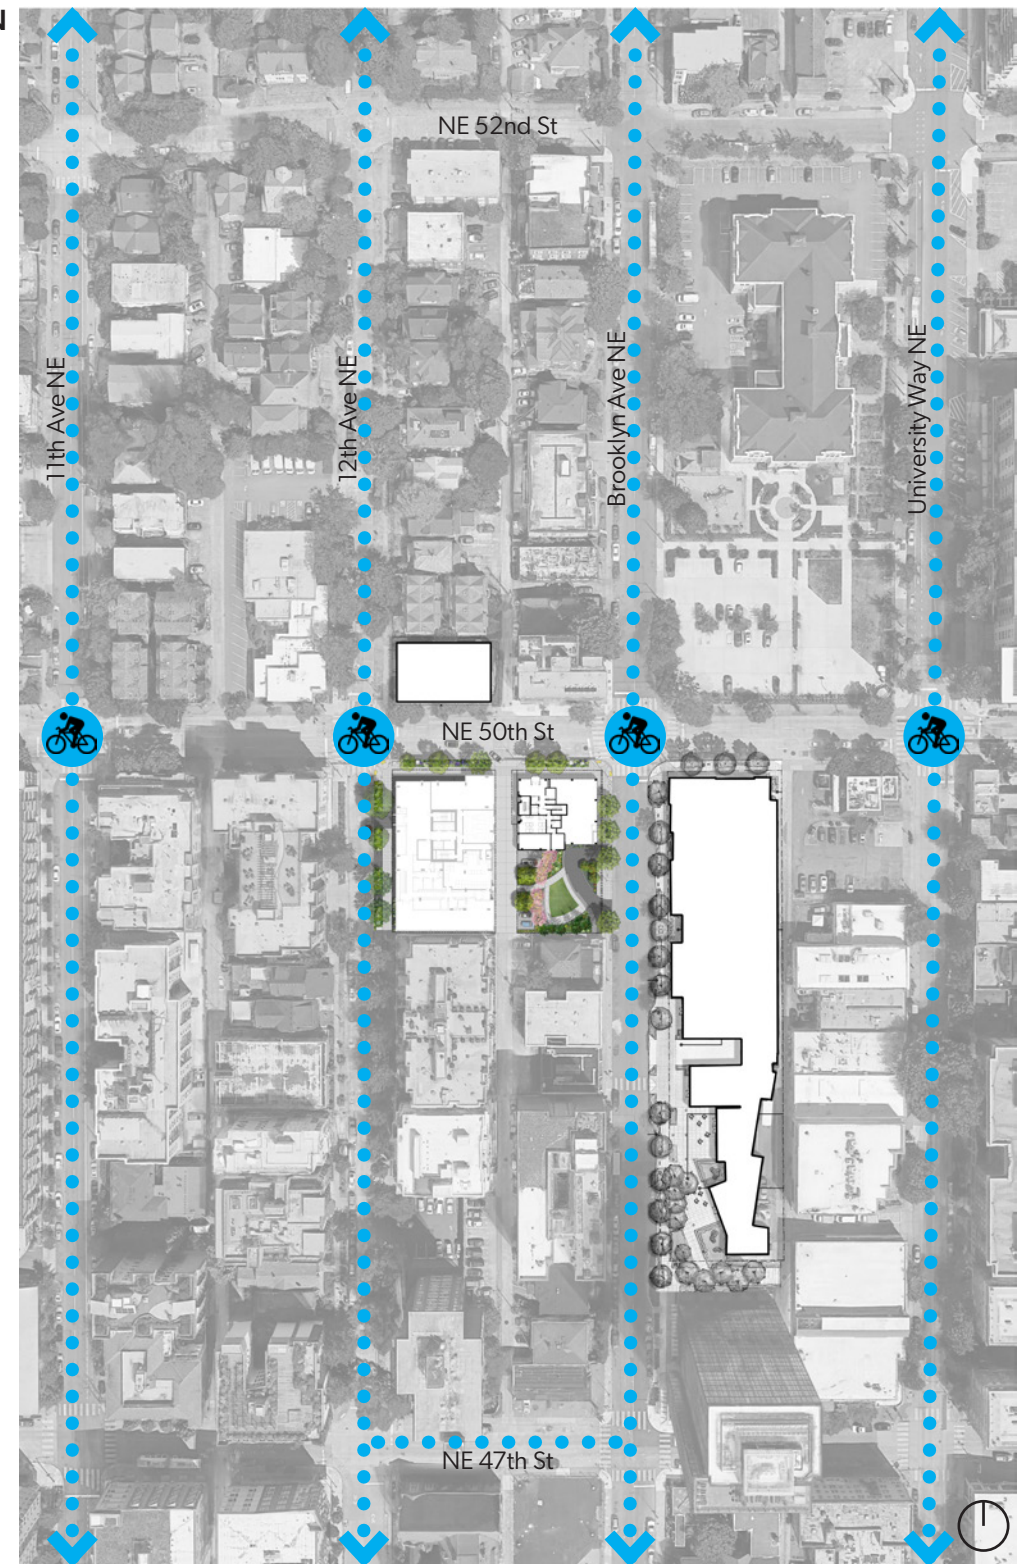 N
NE 52nd St
11th Ave NE
12th Ave NE
Brooklyn Ave NE
University Way NE
NE 50th St
NE 47th St